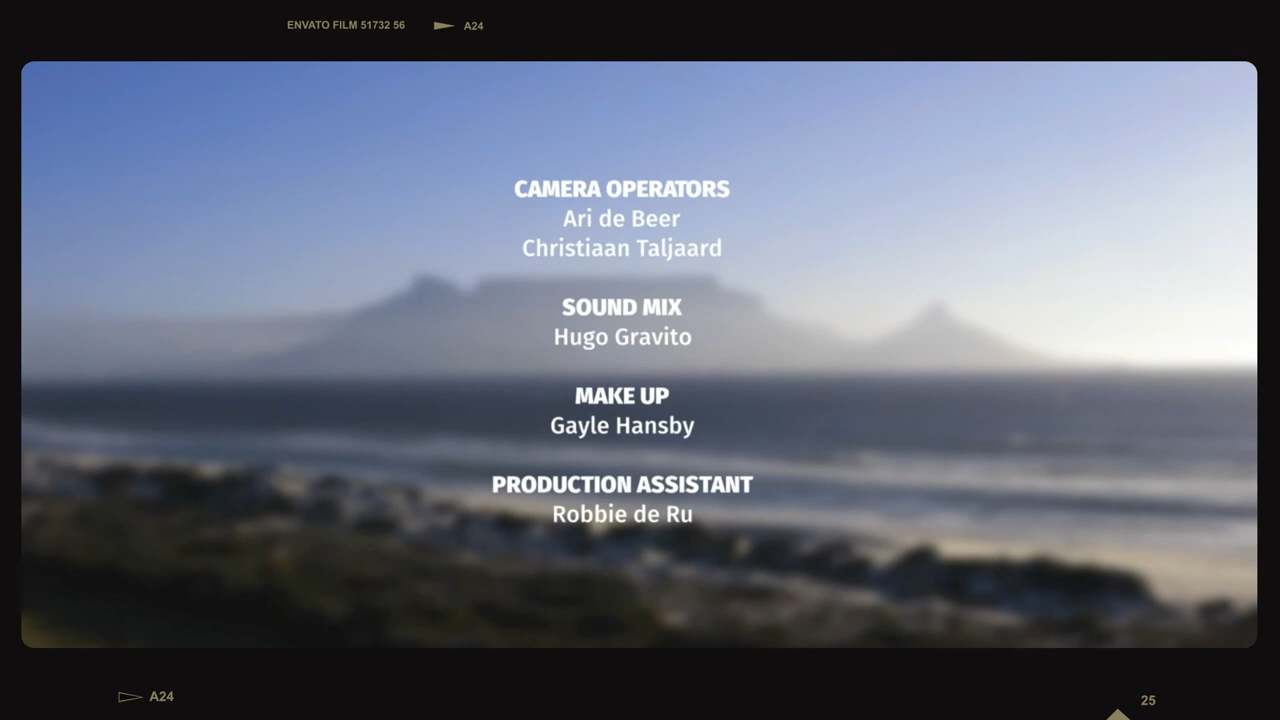 ENVATO FILM 51732 56 A24
CAMERA OPERATORS
Ari de Beer
Christiaan Taljaard
SOUND MIX
Hugo Gravito
MAKE UP
Gayle Hansby
PRODUCTION ASSISTANT
Robbie de Ru
A24
25